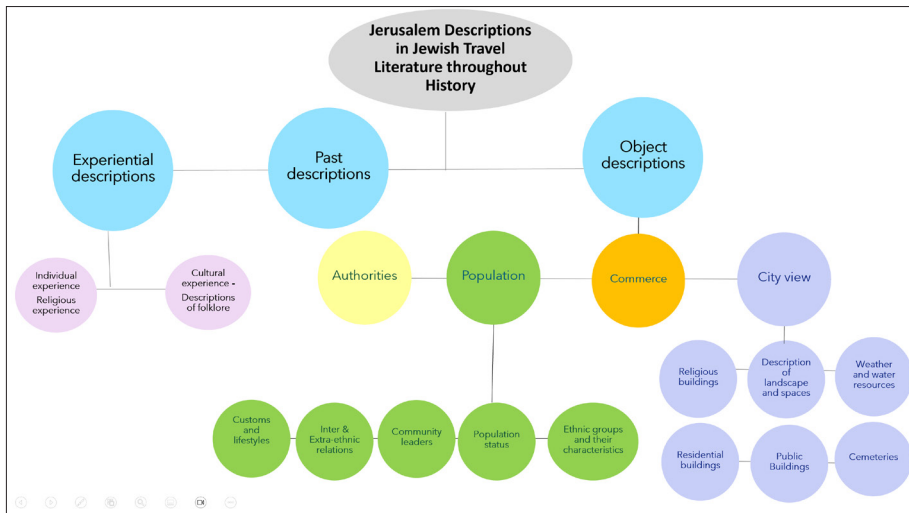 Jerusalem Descriptions
in Jewish Travel
Literature throughout
History
Experiential
descriptions
Past
descriptions
Object
descriptions
Individual
experience
Religious
experience
Cultural
experience -
Descriptions
of folklore
Authorities
Population
Commerce
City view
Religious
buildings
Description
of
landscape
and spaces
Weather
and water
resources
Customs
and
lifestyles
Inter &
Extra-ethnic
relations
Community
leaders
Population
status
Ethnic groups
and their
characteristics
Residential
buildings
Public
Buildings
Cemeteries